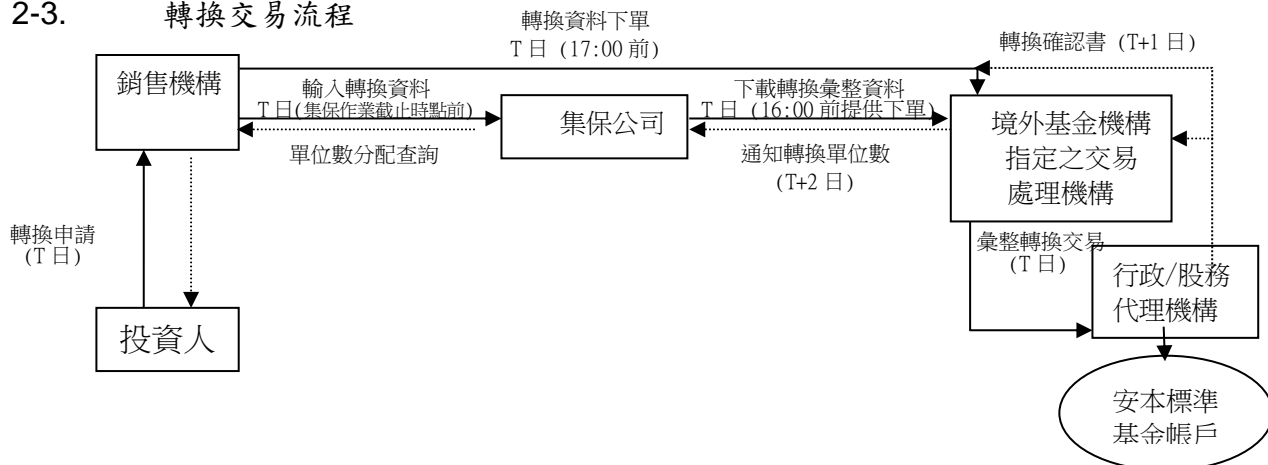 2-3. 轉換交易流程
轉換資料下單
T 日 (17:00 前)
轉換確認書 (T+1 日)
銷售機構
輸入轉換資料
T 日(集保作業截止時點前)
單位數分配查詢
集保公司
下載轉換彙整資料
T 日 (16:00 前提供下單)
通知轉換單位數
(T+2 日)
境外基金機構
指定之交易
處理機構
轉換申請
(T 日)
彙整轉換交易
(T 日)
行政/股務
代理機構
投資人
安本標準
基金帳戶